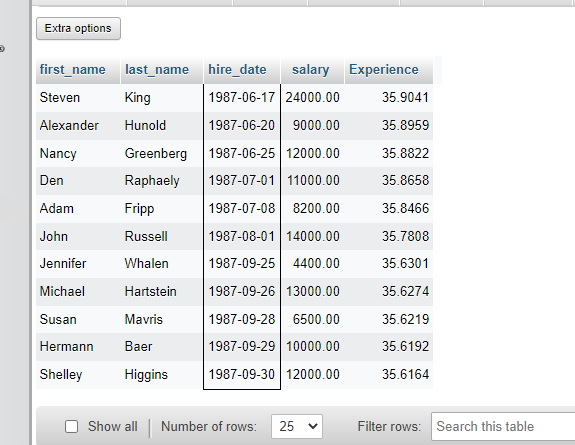 Extra options
first_name last_name hire_date salary Experience
Steven King 1987-06-17 24000.00 35.9041
Alexander Hunold 1987-06-20 9000.00 35.8959
Nancy Greenberg 1987-06-25 12000.00 35.8822
Den Raphaely 1987-07-01 11000.00 35.8658
Adam Fripp 1987-07-08 8200.00 35.8466
John Russell 1987-08-01 14000.00 35.7808
Jennifer Whalen 1987-09-25 4400.00 35.6301
Michael Hartstein 1987-09-26 13000.00 35.6274
Susan Mavris 1987-09-28 6500.00 35.6219
Hermann Baer 1987-09-29 10000.00 35.6192
Shelley Higgins 1987-09-30 12000.00 35.6164
Show all Number of rows: 25 Filter rows: Search this table